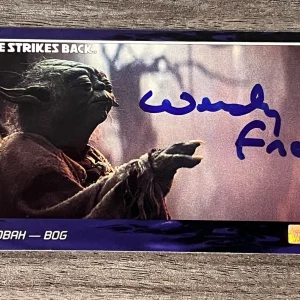 E STRIKES BACK
Wendy
Fro
OBAH — BOG